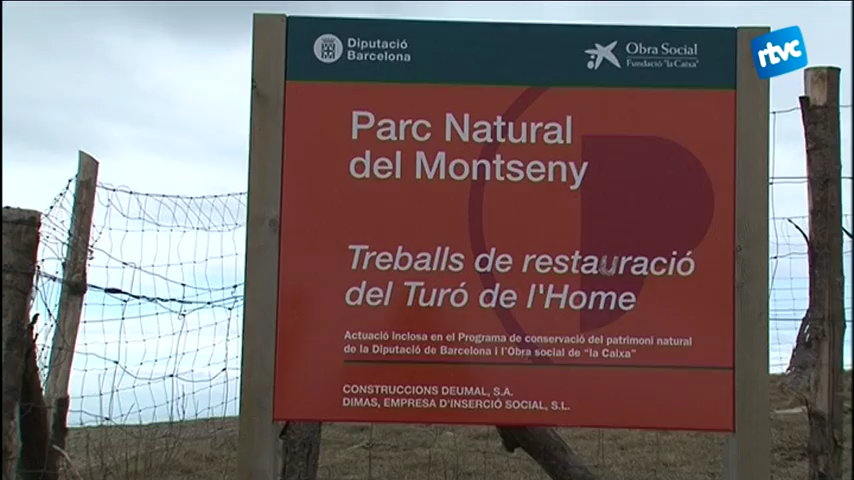 Diputació
Barcelona
Obra Social
Fundació "la Caixa"
rtvc
Parc Natural
del Montseny
Treballs de restauració
del Turó de l'Home
Actuació inclosa en el Programa de conservació del patrimoni natural
de la Diputació de Barcelona i l'Obra social de "la Caixa"
CONSTRUCCIONS DEUMAL, S.A.
DIMAS, EMPRESA D'INSERCIÓ SOCIAL, S.L.